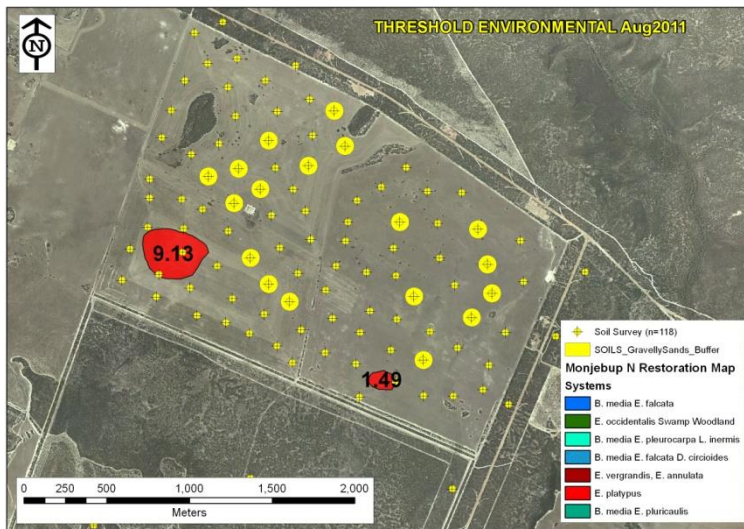 THRESHOLD ENVIRONMENTAL Aug2011
N
9.13
1.49
Soil Survey (n=118)
SOILS_GravellySands_Buffer
Monjebup N Restoration Map
Systems
B. media E. falcata
E. occidentalis Swamp Woodland
B. media E. pleurocarpa L. inermis
B. media E. falcata D. circioides
E. vergrandis, E. annulata
E. platypus
B. media E. pluricaulis
0 250 500 1,000 1,500 2,000
Meters